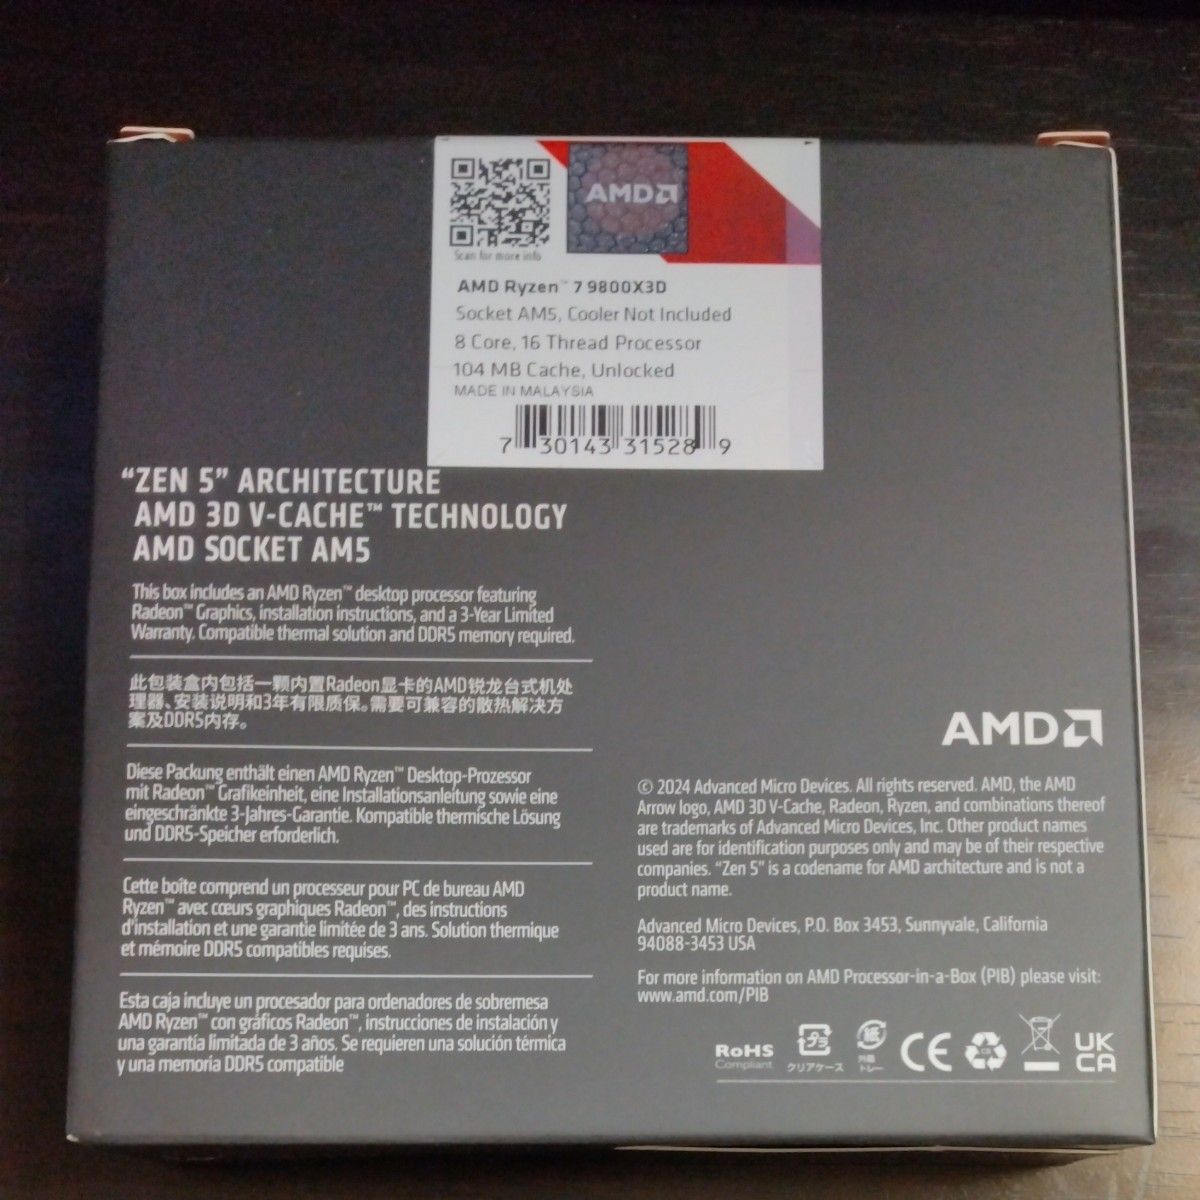 AMD
Scan for more info
AMD Ryzen™ 7 9800X3D
Socket AM5, Cooler Not Included
8 Core, 16 Thread Processor
104 MB Cache, Unlocked
MADE IN MALAYSIA
7 30143 31528 9
“ZEN 5” ARCHITECTURE
AMD 3D V-CACHE™ TECHNOLOGY
AMD SOCKET AM5
This box includes an AMD Ryzen™ desktop processor featuring
Radeon™ Graphics, installation instructions, and a 3-Year Limited
Warranty. Compatible thermal solution and DDR5 memory required.
此包装盒内包括一颗内置Radeon显卡的AMD锐龙台式机处
理器、安装说明和3年有限质保。需要可兼容的散热解决方
案及DDR5内存。
Diese Packung enthält einen AMD Ryzen™ Desktop-Prozessor
mit Radeon™ Grafikeinheit, eine Installationsanleitung sowie eine
eingeschränkte 3-Jahres-Garantie. Kompatible thermische Lösung
und DDR5-Speicher erforderlich.
Cette boîte comprend un processeur pour PC de bureau AMD
Ryzen™ avec cœurs graphiques Radeon™, des instructions
d'installation et une garantie limitée de 3 ans. Solution thermique
et mémoire DDR5 compatibles requises.
Esta caja incluye un procesador para ordenadores de sobremesa
AMD Ryzen™ con gráficos Radeon™, instrucciones de instalación y
una garantía limitada de 3 años. Se requieren una solución térmica
y una memoria DDR5 compatible
AMD
© 2024 Advanced Micro Devices. All rights reserved. AMD, the AMD
Arrow logo, AMD 3D V-Cache, Radeon, Ryzen, and combinations thereof
are trademarks of Advanced Micro Devices, Inc. Other product names
used are for identification purposes only and may be of their respective
companies. “Zen 5” is a codename for AMD architecture and is not a
product name.
Advanced Micro Devices, P.O. Box 3453, Sunnyvale, California
94088-3453 USA
For more information on AMD Processor-in-a-Box (PIB) please visit:
www.amd.com/PIB
RoHS
Compliant
プラ
クリアケース
紙
外箱
トレー
CE
UK
CA